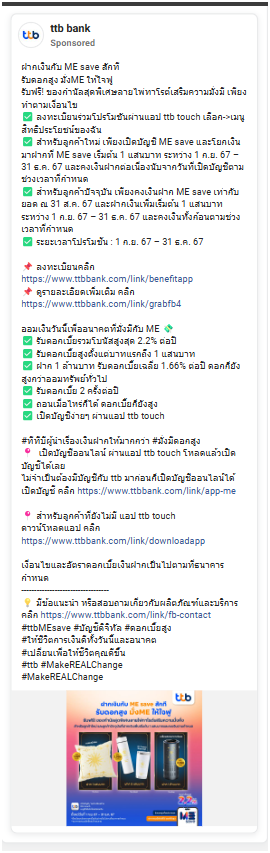 ttb bank
Sponsored
ฝากเงินกับ ME save สักที
รับดอกสูง มั่งME ให้ใจฟู
รับฟรี! ของกำนัลสุดพิเศษลายไพ่ทาโรต์เสริมความมั่งมี เพียง
ทำตามเงื่อนไข
✅ ลงทะเบียนร่วมโปรโมชันผ่านแอป ttb touch เลือก->เมนู
สิทธิประโยชน์ของฉัน
✅ สำหรับลูกค้าใหม่ เพียงเปิดบัญชี ME save และโยกเงิน
มาฝากที่ ME save เริ่มต้น 1 แสนบาท ระหว่าง 1 ก.ย. 67 –
31 ธ.ค. 67 และคงเงินฝากต่อเนื่องนับจากวันที่เปิดบัญชีตาม
ช่วงเวลาที่กำหนด
✅ สำหรับลูกค้าปัจจุบัน เพียงคงเงินฝาก ME save เท่ากับ
ยอด ณ 31 ส.ค. 67 และฝากเงินเพิ่มเริ่มต้น 1 แสนบาท
ระหว่าง 1 ก.ย. 67 – 31 ธ.ค. 67 และคงเงินทั้งก้อนตามช่วง
เวลาที่กำหนด
✅ ระยะเวลาโปรโมชั่น : 1 ก.ย. 67 – 31 ธ.ค. 67
📌 ลงทะเบียนคลิก
https://www.ttbbank.com/link/benefitapp
📌 ดูรายละเอียดเพิ่มเติม คลิก
https://www.ttbbank.com/link/grabfb4
ออมเงินวันนี้เพื่ออนาคตที่มั่งมีกับ ME 💸
✅ รับดอกเบี้ยรวมโบนัสสูงสุด 2.2% ต่อปี
✅ รับดอกเบี้ยสูงตั้งแต่บาทแรกถึง 1 แสนบาท
✅ ฝาก 1 ล้านบาท รับดอกเบี้ยเฉลี่ย 1.66% ต่อปี ดอกก็ยัง
สูงกว่าออมทรัพย์ทั่วไป
✅ รับดอกเบี้ย 2 ครั้งต่อปี
✅ ถอนเมื่อไหร่ก็ได้ ดอกเบี้ยก็ยังสูง
✅ เปิดบัญชีง่ายๆ ผ่านแอป ttb touch
#ทีทีบีผู้นำเรื่องเงินฝากให้มากกว่า #มั่งมีดอกสูง
📍 เปิดบัญชีออนไลน์ ผ่านแอป ttb touch โหลดแล้วเปิด
บัญชีได้เลย
ไม่จำเป็นต้องมีบัญชีกับ ttb มาก่อนก็เปิดบัญชีออนไลน์ได้
เปิดบัญชี คลิก https://www.ttbbank.com/link/app-me
📍 สำหรับลูกค้าที่ยังไม่มี แอป ttb touch
ดาวน์โหลดแอป คลิก
https://www.ttbbank.com/link/downloadapp
เงื่อนไขและอัตราดอกเบี้ยเงินฝากเป็นไปตามที่ธนาคาร
กำหนด
--------------------------------
💡 มีข้อแนะนำ หรือสอบถามเกี่ยวกับผลิตภัณฑ์และบริการ
คลิก https://www.ttbbank.com/link/fb-contact
#ttbMEsave #บัญชีดิจิทัล #ดอกเบี้ยสูง
#ให้ชีวิตการเงินดีทั้งวันนี้และอนาคต
#เปลี่ยนเพื่อให้ชีวิตคุณดีขึ้น
#ttb #MakeREALChange
#MakeREALChange
ttb
ฝากเงินกับ ME save สักที
รับดอกสูง มั่งME ให้ใจฟู
ME